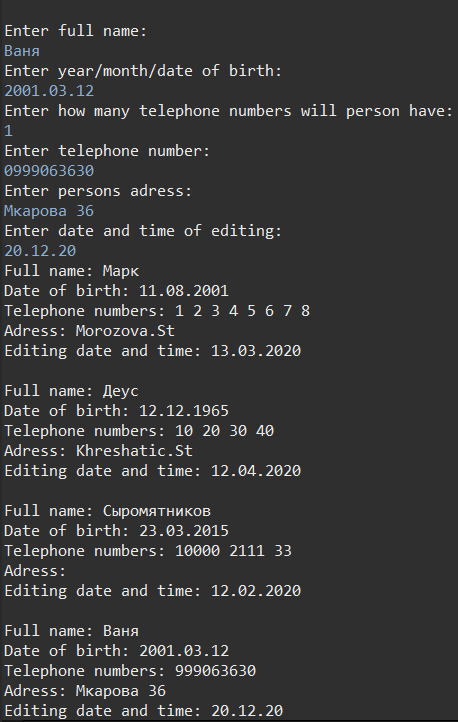 Enter full name:
Ваня
Enter year/month/date of birth:
2001.03.12
Enter how many telephone numbers will person have:
1
Enter telephone number:
0999063630
Enter persons adress:
Мкарова 36
Enter date and time of editing:
20.12.20
Full name: Марк
Date of birth: 11.08.2001
Telephone numbers: 1 2 3 4 5 6 7 8
Adress: Morozova.St
Editing date and time: 13.03.2020
Full name: Деус
Date of birth: 12.12.1965
Telephone numbers: 10 20 30 40
Adress: Khreshatic.St
Editing date and time: 12.04.2020
Full name: Сыромятников
Date of birth: 23.03.2015
Telephone numbers: 10000 2111 33
Adress:
Editing date and time: 12.02.2020
Full name: Ваня
Date of birth: 2001.03.12
Telephone numbers: 999063630
Adress: Мкарова 36
Editing date and time: 20.12.20